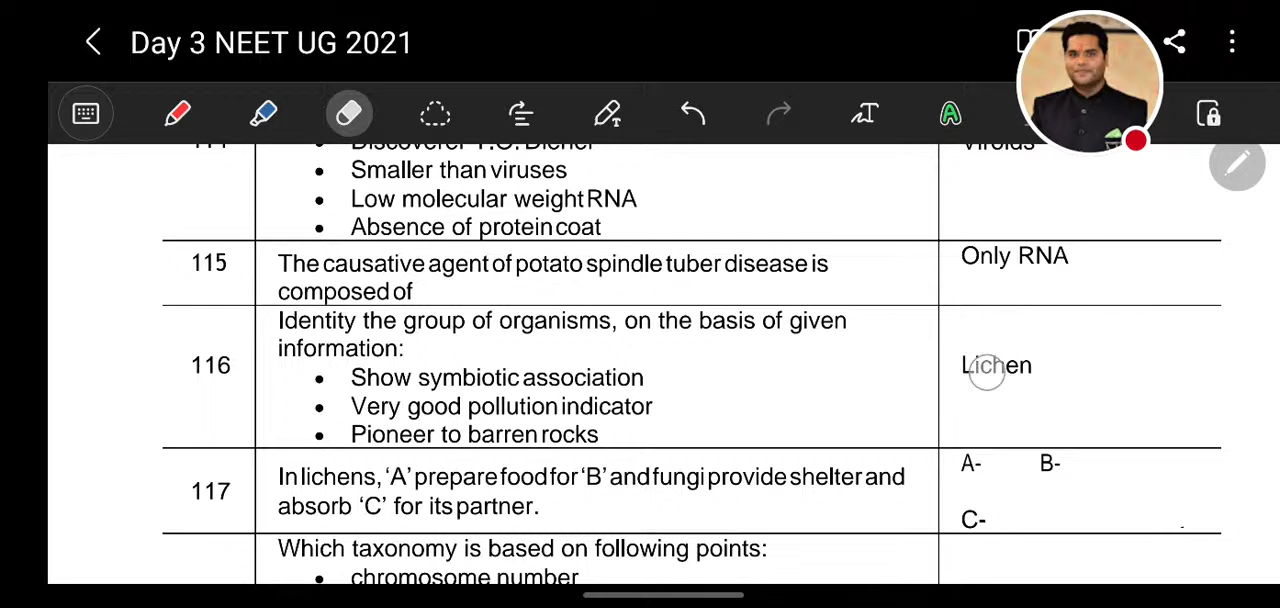 Day 3 NEET UG 2021
Viroids
Smaller than viruses
Low molecular weight RNA
Absence of protein coat
115
The causative agent of potato spindle tuber disease is
composed of
Only RNA
Identity the group of organisms, on the basis of given
information:
116
Show symbiotic association
Very good pollution indicator
Pioneer to barren rocks
Lichen
117
In lichens, ‘A’ prepare food for ‘B’ and fungi provide shelter and
absorb ‘C’ for its partner.
A- B-
C-
Which taxonomy is based on following points:
chromosome number